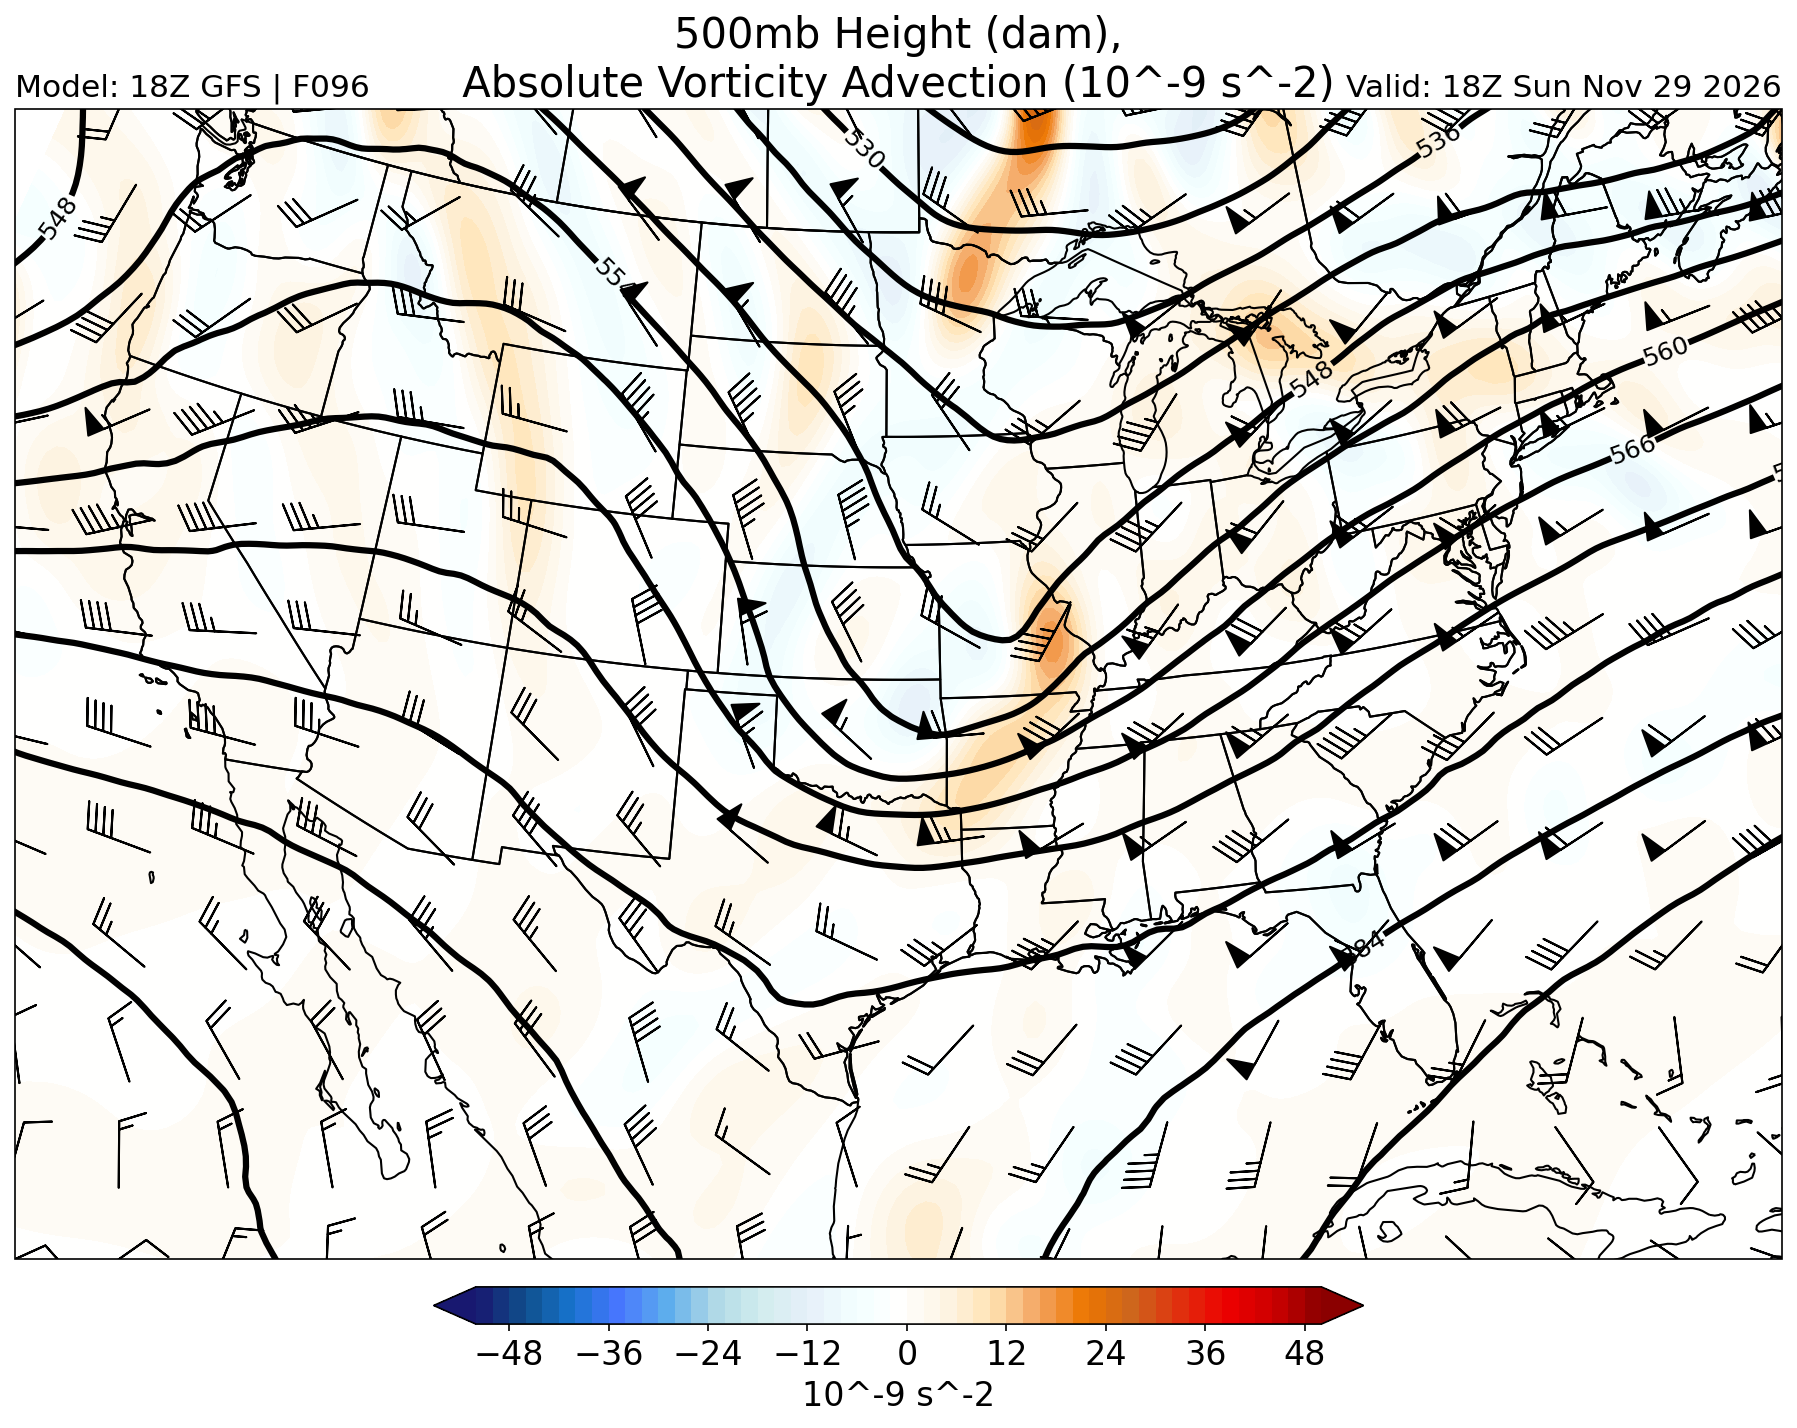 500mb Height (dam),
Model: 18Z GFS | F096
Absolute Vorticity Advection (10^-9 s^-2)
Valid: 18Z Sun Nov 29 2026
530
536
548
554
548
560
566
−48 −36 −24 −12 0 12 24 36 48
10^-9 s^-2